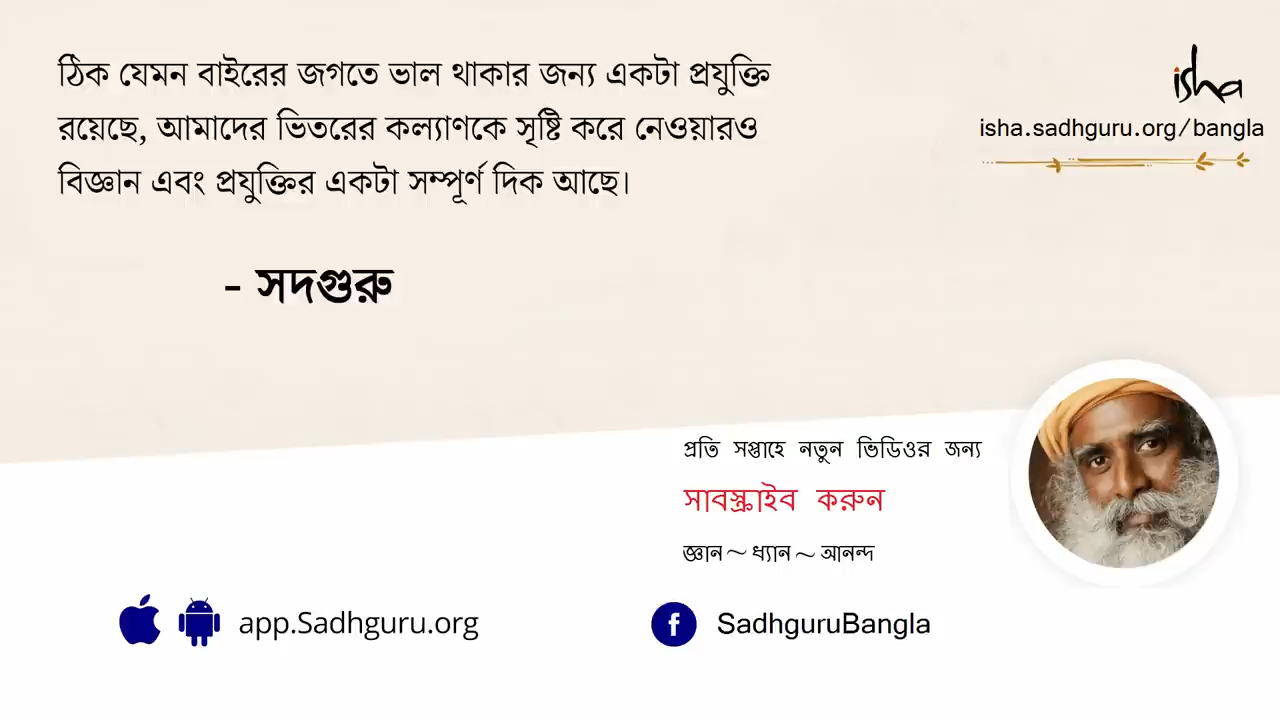 ঠিক যেমন বাইরের জগতে ভাল থাকার জন্য একটা প্রযুক্তি
রয়েছে, আমাদের ভিতরের কল্যাণকে সৃষ্টি করে নেওয়ারও
বিজ্ঞান এবং প্রযুক্তির একটা সম্পূর্ণ দিক আছে।
- সদগুরু
isha
isha.sadhguru.org/bangla
প্রতি সপ্তাহে নতুন ভিডিওর জন্য
সাবস্ক্রাইব করুন
জ্ঞান ~ ধ্যান ~ আনন্দ
app.Sadhguru.org
f SadhguruBangla